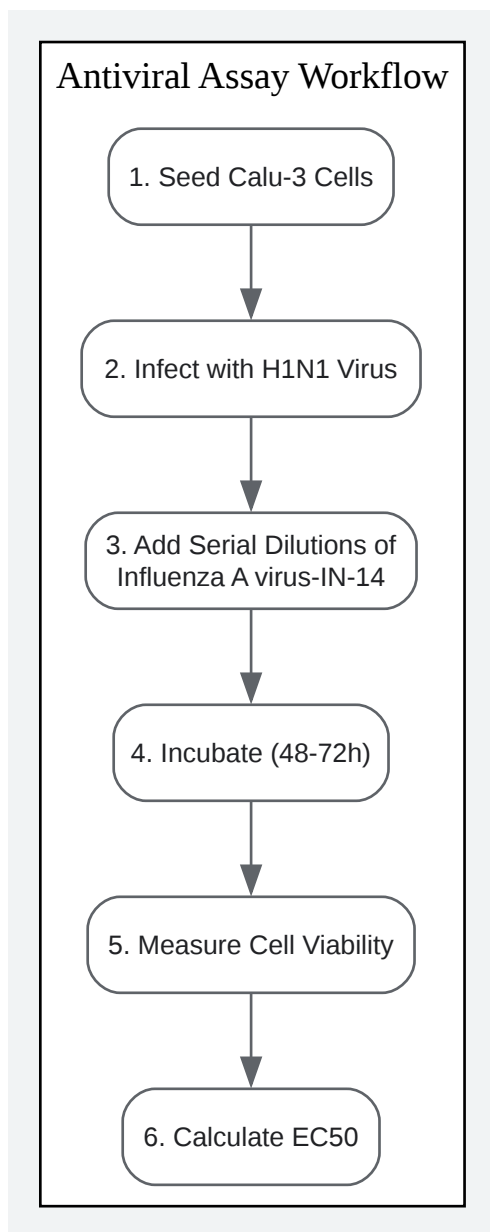 Antiviral Assay Workflow
1. Seed Calu-3 Cells
2. Infect with H1N1 Virus
3. Add Serial Dilutions of
Influenza A virus-IN-14
4. Incubate (48-72h)
5. Measure Cell Viability
6. Calculate EC50